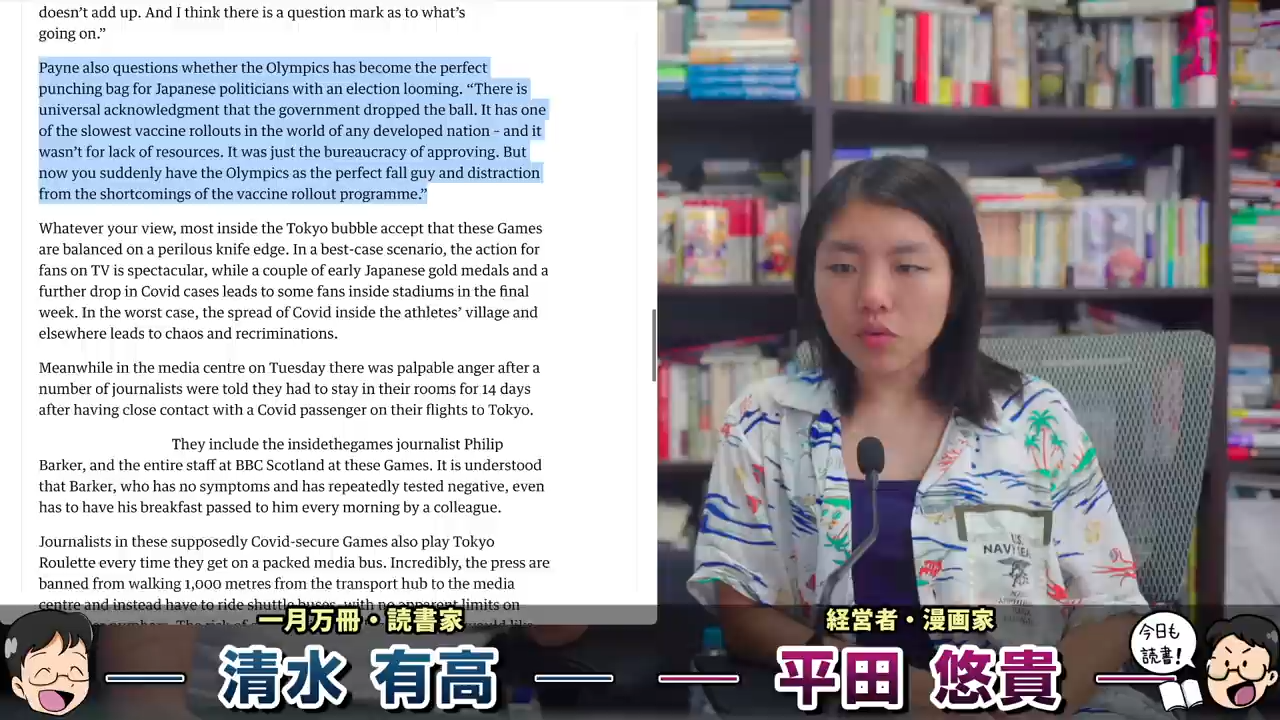 doesn’t add up. And I think there is a question mark as to what’s
going on.”
Payne also questions whether the Olympics has become the perfect
punching bag for Japanese politicians with an election looming. “There is
universal acknowledgment that the government dropped the ball. It has one
of the slowest vaccine rollouts in the world of any developed nation – and it
wasn’t for lack of resources. It was just the bureaucracy of approving. But
now you suddenly have the Olympics as the perfect fall guy and distraction
from the shortcomings of the vaccine rollout programme.”
Whatever your view, most inside the Tokyo bubble accept that these Games
are balanced on a perilous knife edge. In a best-case scenario, the action for
fans on TV is spectacular, while a couple of early Japanese gold medals and a
further drop in Covid cases leads to some fans inside stadiums in the final
week. In the worst case, the spread of Covid inside the athletes’ village and
elsewhere leads to chaos and recriminations.
Meanwhile in the media centre on Tuesday there was palpable anger after a
number of journalists were told they had to stay in their rooms for 14 days
after having close contact with a Covid passenger on their flights to Tokyo.
They include the insidethegames journalist Philip
Barker, and the entire staff at BBC Scotland at these Games. It is understood
that Barker, who has no symptoms and has repeatedly tested negative, even
has to have his breakfast passed to him every morning by a colleague.
Journalists in these supposedly Covid-secure Games also play Tokyo
Roulette every time they get on a packed media bus. Incredibly, the press are
banned from walking 1,000 metres from the transport hub to the media
centre and instead have to ride shuttle buses, with no apparent limits on
U.S.
NAVY
一月万冊・読書家
清水 有高
経営者・漫画家
平田 悠貴
今日も
読書!